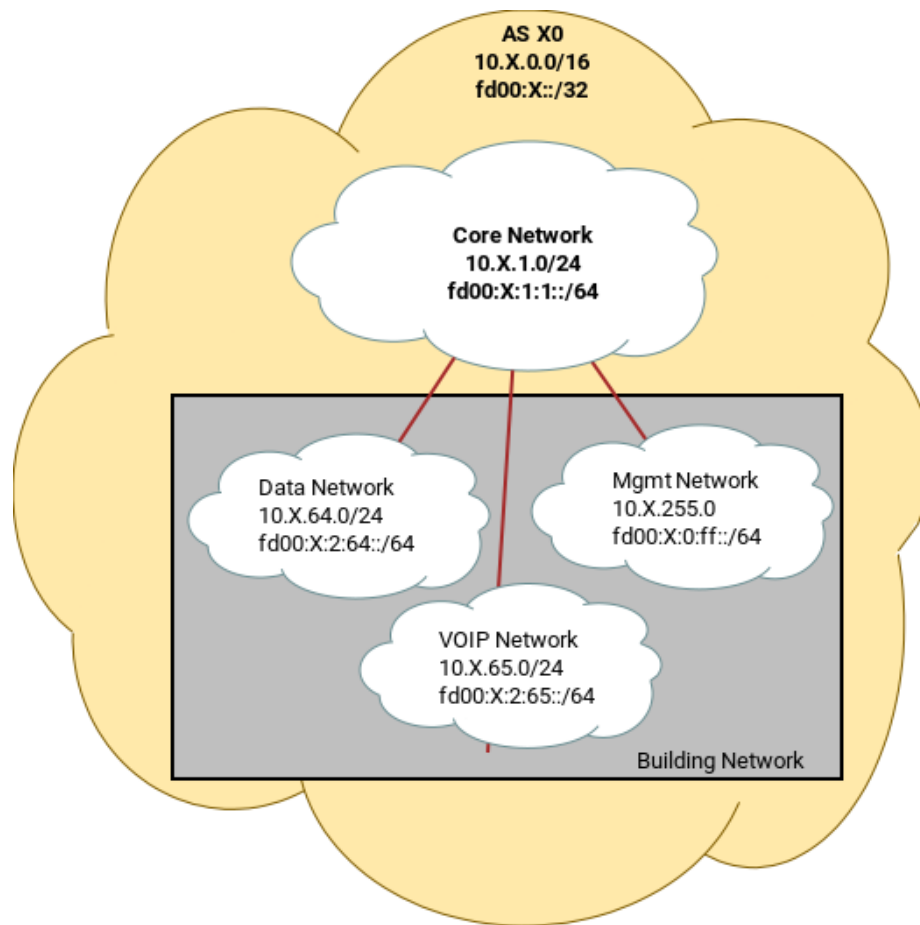 AS X0
10.X.0.0/16
fd00:X::/32
Core Network
10.X.1.0/24
fd00:X:1:1::/64
Data Network
10.X.64.0/24
fd00:X:2:64::/64
Mgmt Network
10.X.255.0
fd00:X:0:ff::/64
VOIP Network
10.X.65.0/24
fd00:X:2:65::/64
Building Network